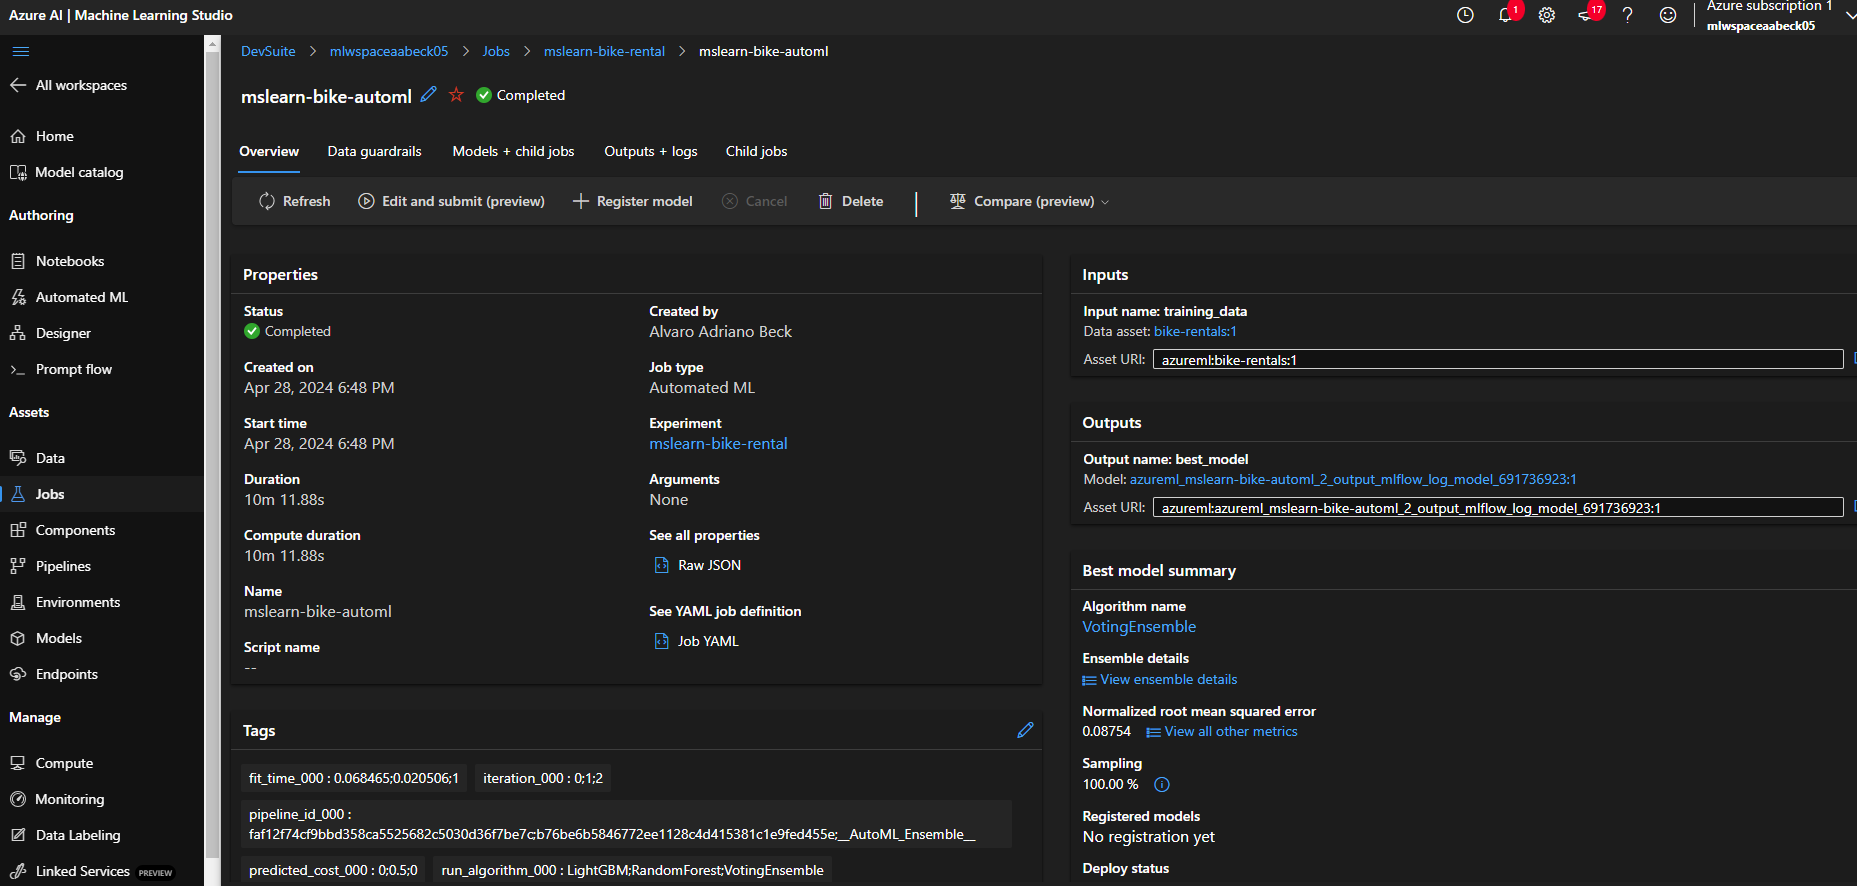 Azure AI | Machine Learning Studio
1
17
Azure subscription 1
mlwspaceaabeck05
All workspaces
Home
Model catalog
Authoring
Notebooks
Automated ML
Designer
Prompt flow
Assets
Data
Jobs
Components
Pipelines
Environments
Models
Endpoints
Manage
Compute
Monitoring
Data Labeling
Linked Services PREVIEW
DevSuite > mlwspaceaabeck05 > Jobs > mslearn-bike-rental > mslearn-bike-automl
mslearn-bike-automl Completed
Overview Data guardrails Models + child jobs Outputs + logs Child jobs
Refresh Edit and submit (preview) Register model Cancel Delete Compare (preview)
Properties
Status
Completed
Created on
Apr 28, 2024 6:48 PM
Start time
Apr 28, 2024 6:48 PM
Duration
10m 11.88s
Compute duration
10m 11.88s
Name
mslearn-bike-automl
Script name
--
Created by
Alvaro Adriano Beck
Job type
Automated ML
Experiment
mslearn-bike-rental
Arguments
None
See all properties
Raw JSON
See YAML job definition
Job YAML
Tags
fit_time_000 : 0.068465;0.020506;1 iteration_000 : 0;1;2
pipeline_id_000 :
faf12f74cf9bbd358ca5525682c5030d36f7be7c;b76be6b5846772ee1128c4d415381c1e9fed455e;__AutoML_Ensemble__
predicted_cost_000 : 0;0.5;0 run_algorithm_000 : LightGBM;RandomForest;VotingEnsemble
Inputs
Input name: training_data
Data asset: bike-rentals:1
Asset URI: azureml:bike-rentals:1
Outputs
Output name: best_model
Model: azureml_mslearn-bike-automl_2_output_mlflow_log_model_691736923:1
Asset URI: azureml:azureml_mslearn-bike-automl_2_output_mlflow_log_model_691736923:1
Best model summary
Algorithm name
VotingEnsemble
Ensemble details
View ensemble details
Normalized root mean squared error
0.08754 View all other metrics
Sampling
100.00 %
Registered models
No registration yet
Deploy status